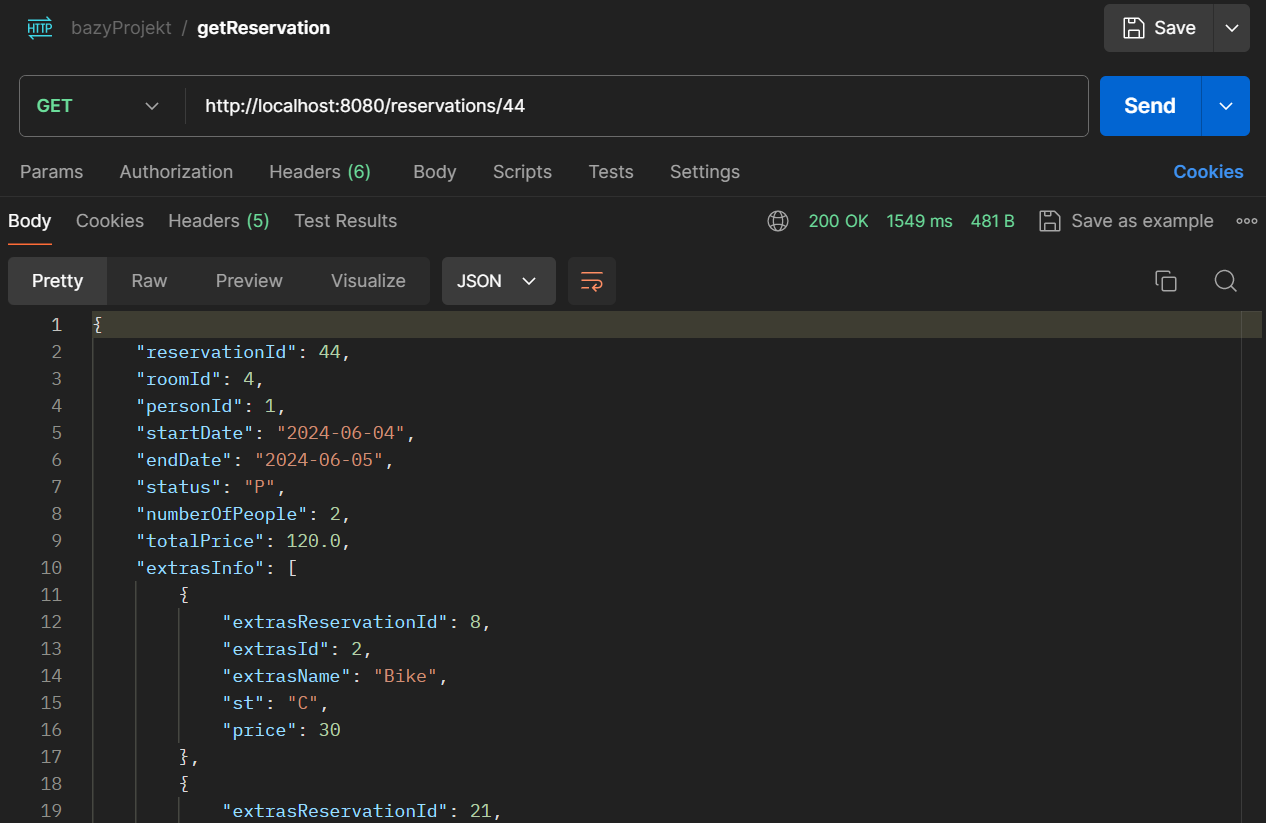 HTTP bazyProjekt / getReservation Save
GET http://localhost:8080/reservations/44 Send
Params Authorization Headers (6) Body Scripts Tests Settings Cookies
Body Cookies Headers (5) Test Results 200 OK 1549 ms 481 B Save as example
Pretty Raw Preview Visualize JSON
1 {
2 "reservationId": 44,
3 "roomId": 4,
4 "personId": 1,
5 "startDate": "2024-06-04",
6 "endDate": "2024-06-05",
7 "status": "P",
8 "numberOfPeople": 2,
9 "totalPrice": 120.0,
10 "extrasInfo": [
11 {
12 "extrasReservationId": 8,
13 "extrasId": 2,
14 "extrasName": "Bike",
15 "st": "C",
16 "price": 30
17 },
18 {
19 "extrasReservationId": 21,